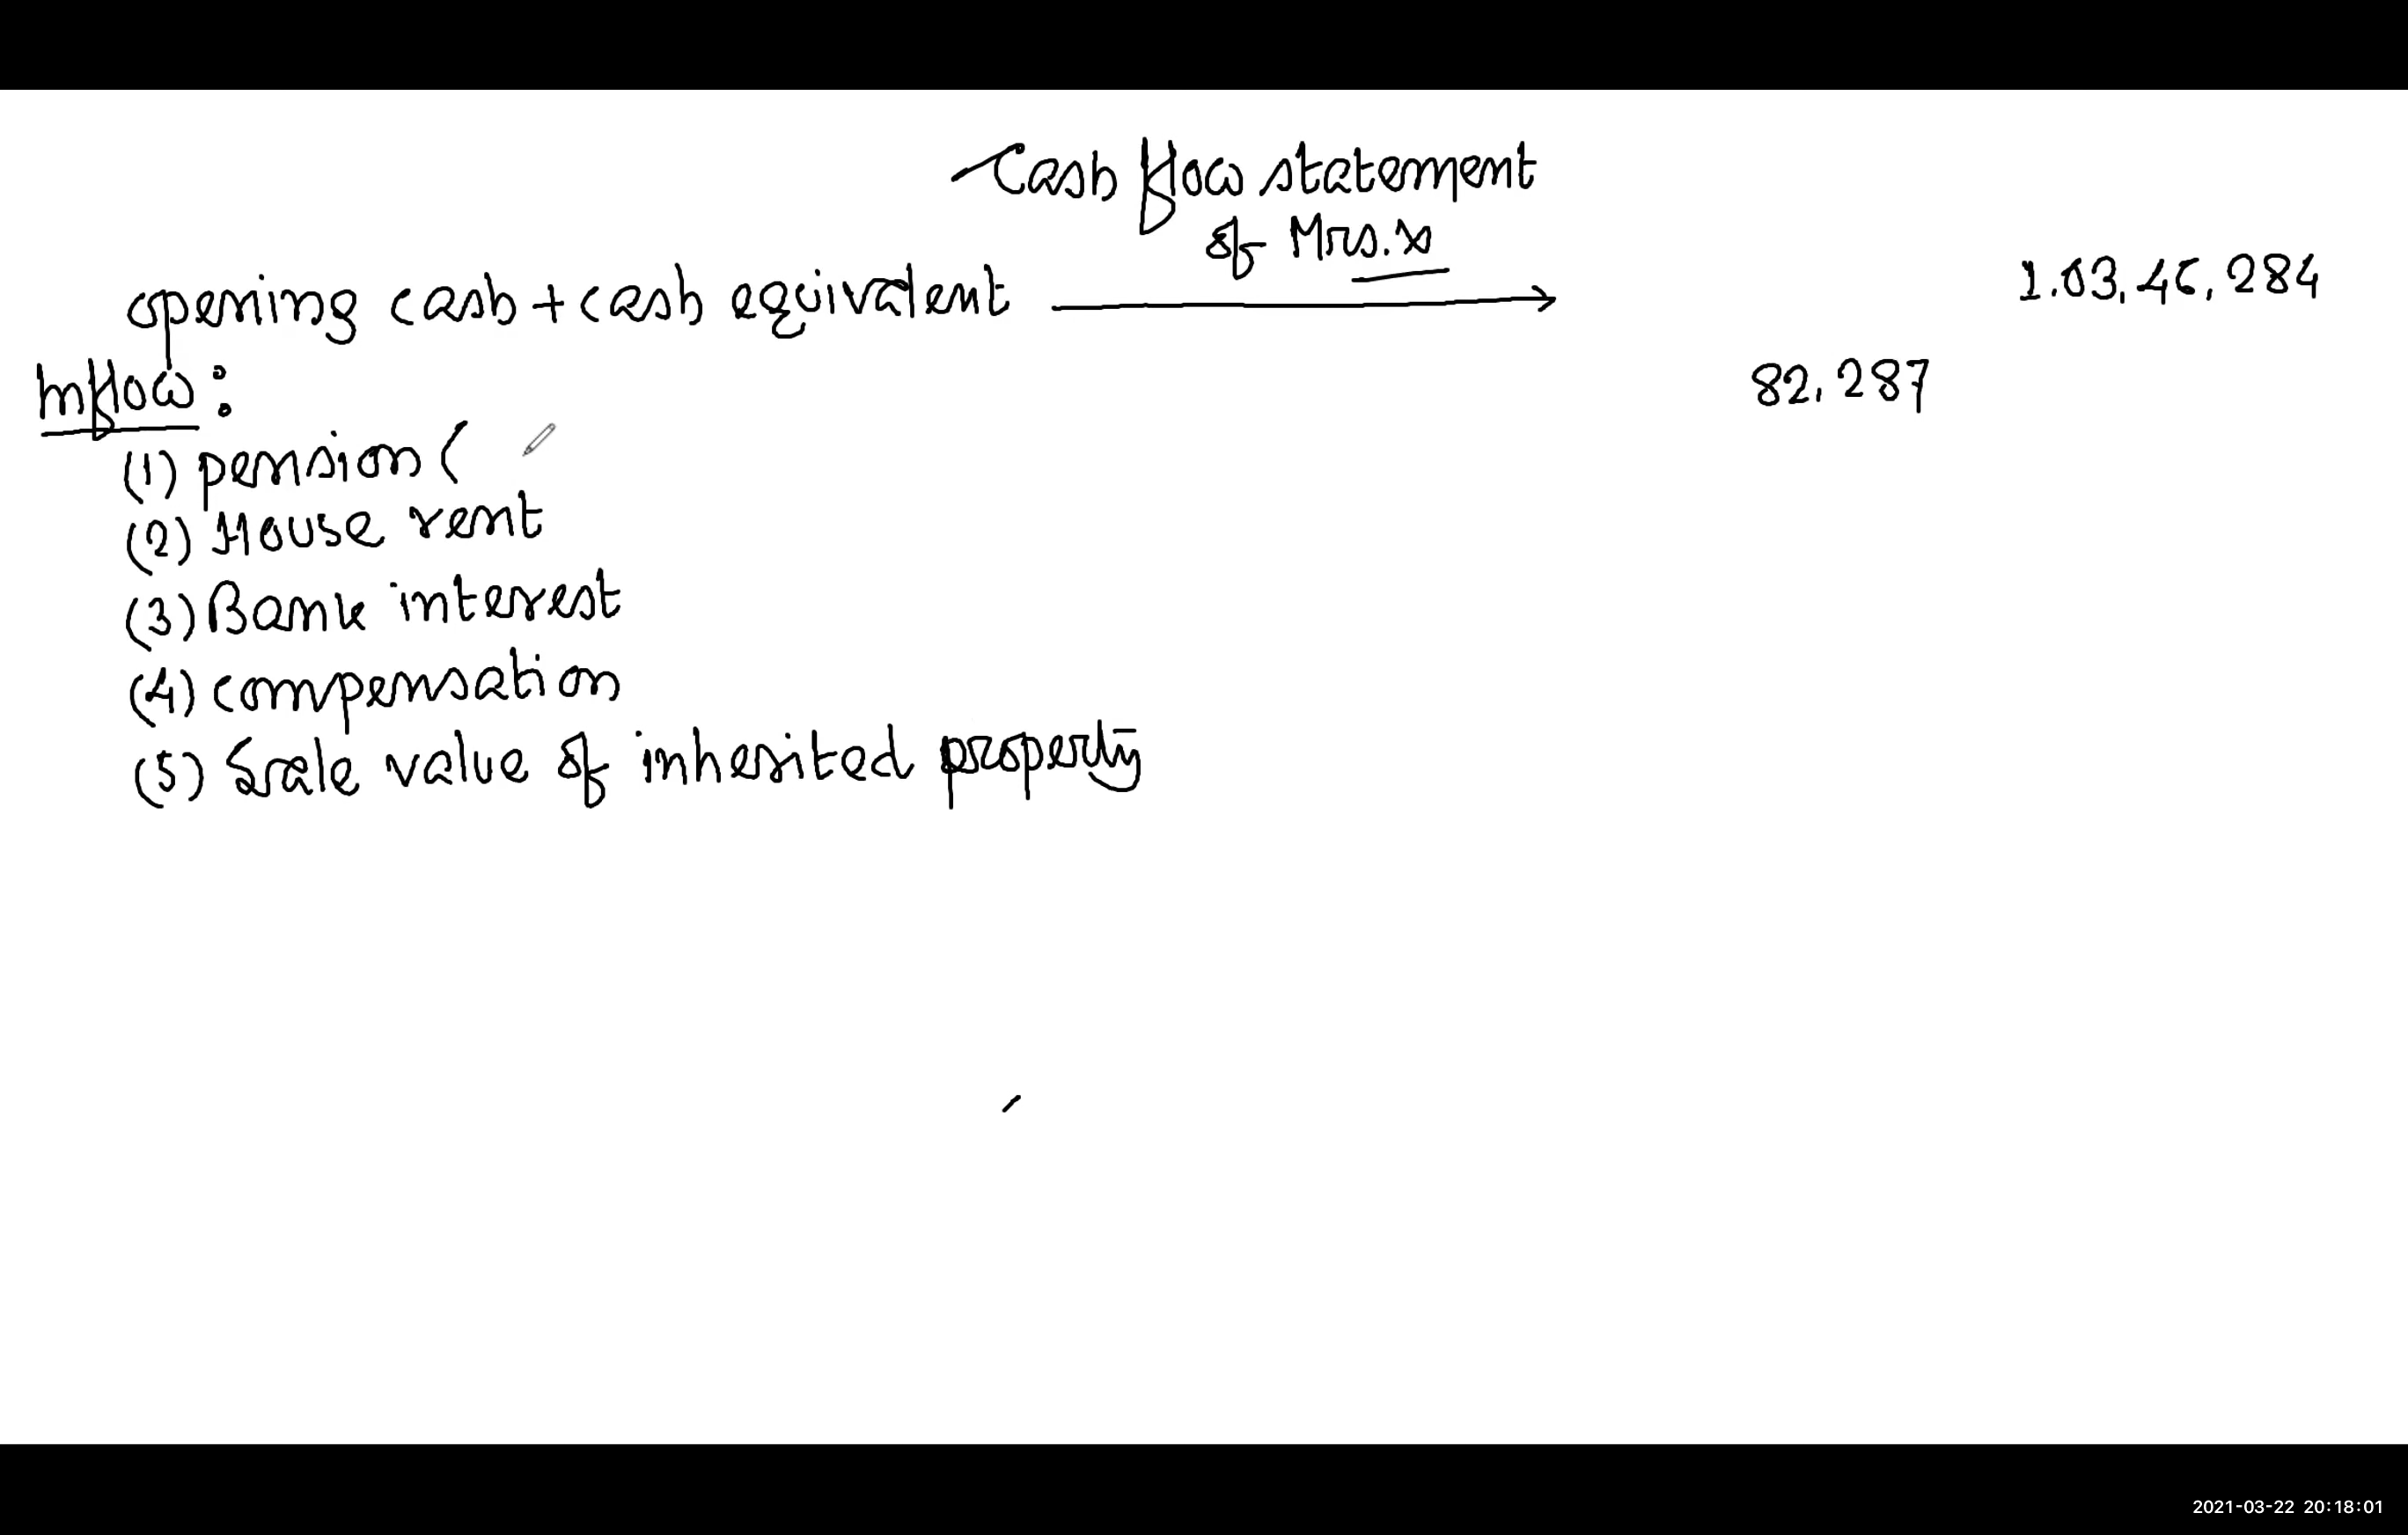 Cash flow statement
of Mrs. X
opening cash + cash equivalent → 1.03,46,284
Inflow: 82,287
(1) pension (
(2) House rent
(3) Bank interest
(4) compensation
(5) Sale value of inherited property
2021-03-22 20:18:01